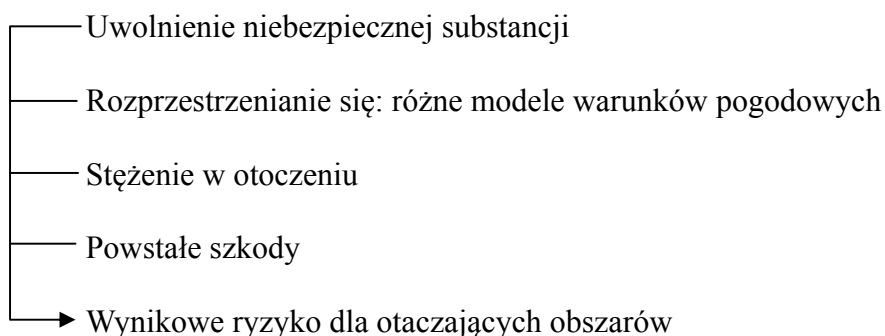 Uwolnienie niebezpiecznej substancji
Rozprzestrzenianie się: różne modele warunków pogodowych
Stężenie w otoczeniu
Powstałe szkody
Wynikowe ryzyko dla otaczających obszarów